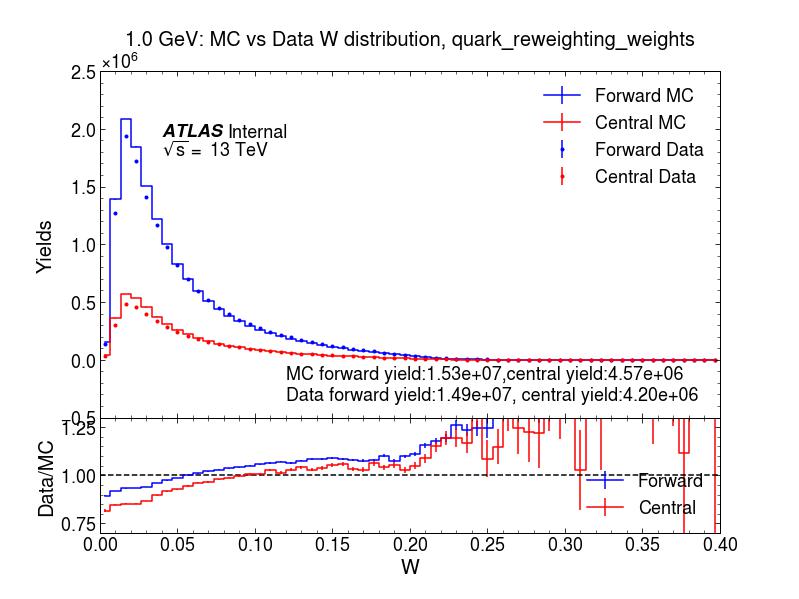 1.0 GeV: MC vs Data W distribution, quark_reweighting_weights
×10⁶
2.5
2.0
1.5
1.0
0.5
0.0
0.5
Yields
ATLAS Internal
√s = 13 TeV
Forward MC
Central MC
Forward Data
Central Data
MC forward yield:1.53e+07,central yield:4.57e+06
Data forward yield:1.49e+07, central yield:4.20e+06
1.25
1.00
0.75
Data/MC
Forward
Central
0.00 0.05 0.10 0.15 0.20 0.25 0.30 0.35 0.40
W